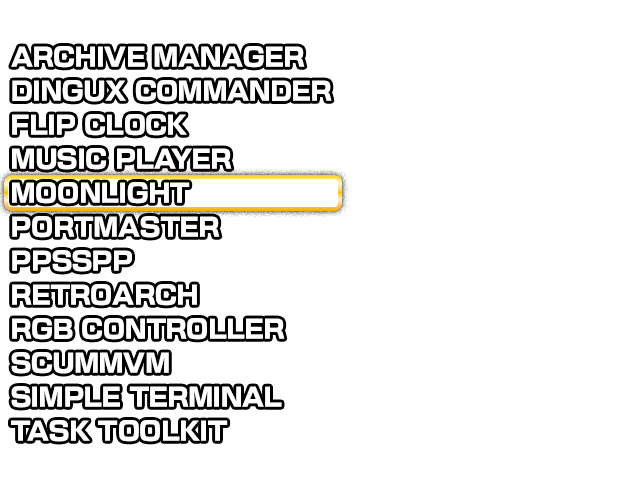 ARCHIVE MANAGER
DINGUX COMMANDER
FLIP CLOCK
MUSIC PLAYER
MOONLIGHT
PORTMASTER
PPSSPP
RETROARCH
RGB CONTROLLER
SCUMMVM
SIMPLE TERMINAL
TASK TOOLKIT